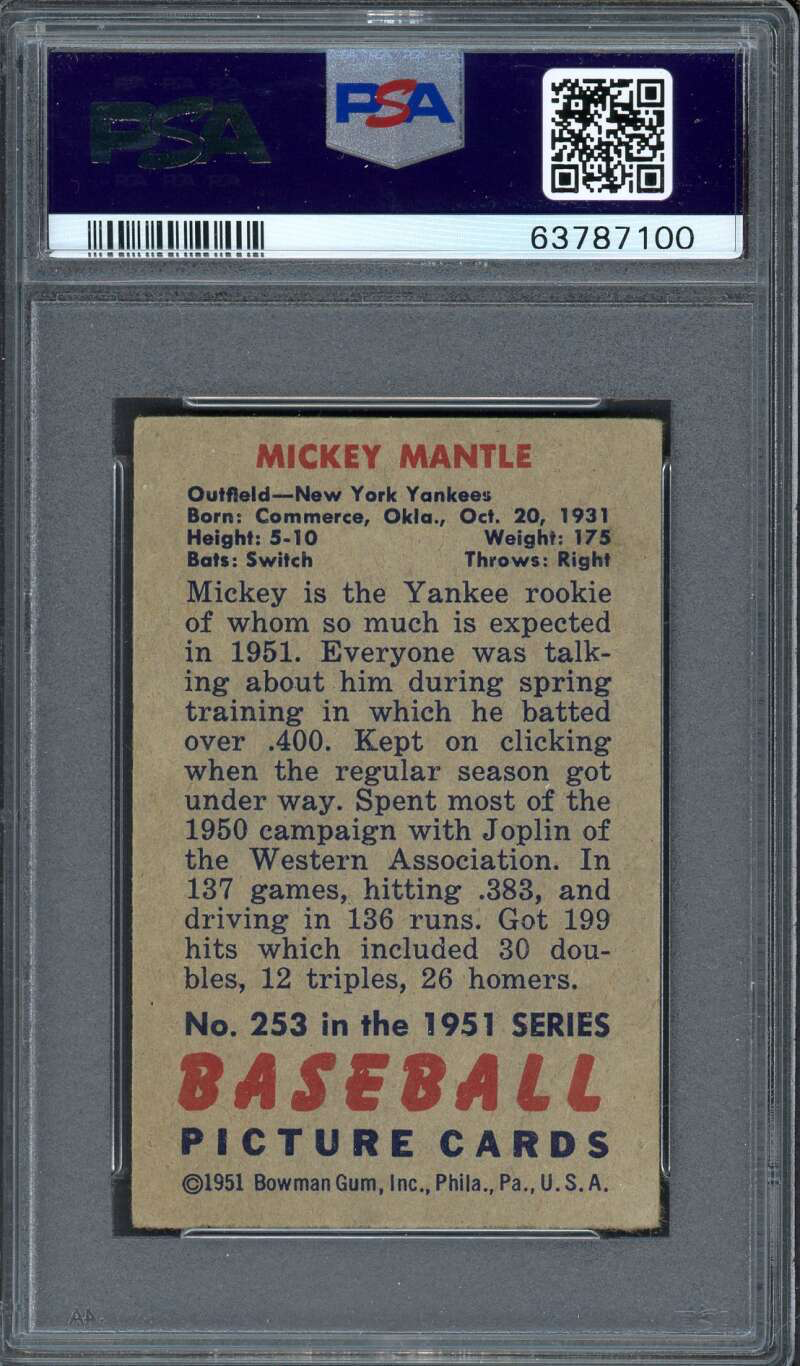 PSA
PSA
63787100
MICKEY MANTLE
Outfield—New York Yankees
Born: Commerce, Okla., Oct. 20, 1931
Height: 5-10 Weight: 175
Bats: Switch Throws: Right
Mickey is the Yankee rookie
of whom so much is expected
in 1951. Everyone was talk-
ing about him during spring
training in which he batted
over .400. Kept on clicking
when the regular season got
under way. Spent most of the
1950 campaign with Joplin of
the Western Association. In
137 games, hitting .383, and
driving in 136 runs. Got 199
hits which included 30 dou-
bles, 12 triples, 26 homers.
No. 253 in the 1951 SERIES
BASEBALL
PICTURE CARDS
©1951 Bowman Gum, Inc., Phila., Pa., U.S.A.